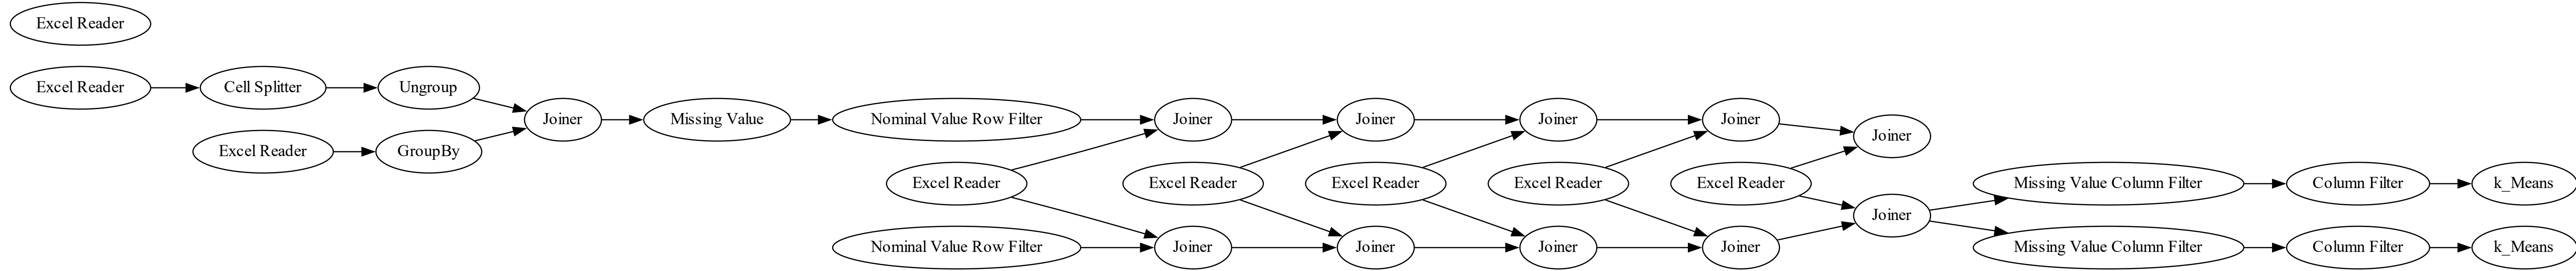 Excel Reader
Excel Reader
Cell Splitter
Ungroup
Excel Reader
GroupBy
Joiner
Missing Value
Nominal Value Row Filter
Joiner
Joiner
Joiner
Joiner
Joiner
Excel Reader
Excel Reader
Excel Reader
Excel Reader
Excel Reader
Nominal Value Row Filter
Joiner
Joiner
Joiner
Joiner
Joiner
Missing Value Column Filter
Column Filter
k_Means
Missing Value Column Filter
Column Filter
k_Means